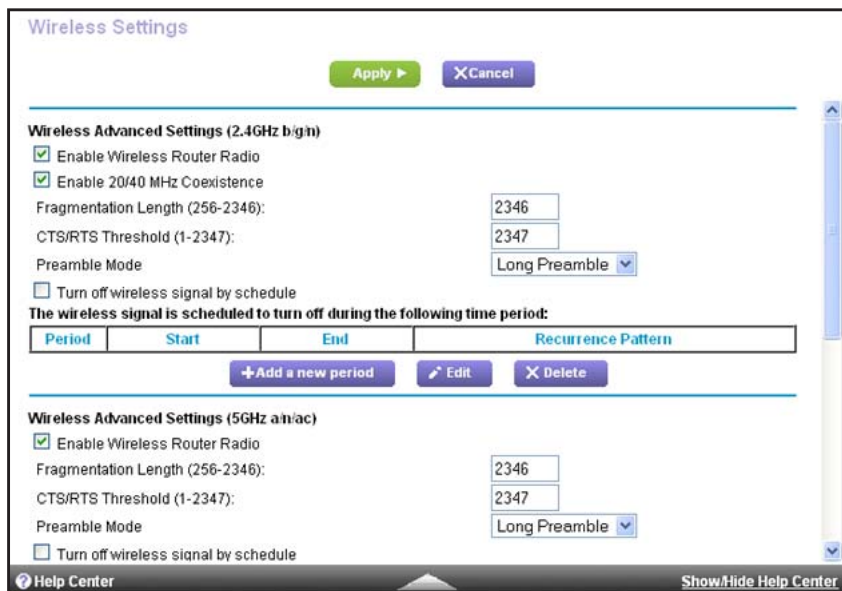 Wireless Settings
Apply
Cancel
Wireless Advanced Settings (2.4GHz b/g/n)
Enable Wireless Router Radio
Enable 20/40 MHz Coexistence
Fragmentation Length (256-2346): 2346
CTS/RTS Threshold (1-2347): 2347
Preamble Mode Long Preamble
Turn off wireless signal by schedule
The wireless signal is scheduled to turn off during the following time period:
Period Start End Recurrence Pattern
+Add a new period Edit Delete
Wireless Advanced Settings (5GHz a/n/ac)
Enable Wireless Router Radio
Fragmentation Length (256-2346): 2346
CTS/RTS Threshold (1-2347): 2347
Preamble Mode Long Preamble
Turn off wireless signal by schedule
Help Center Show/Hide Help Center